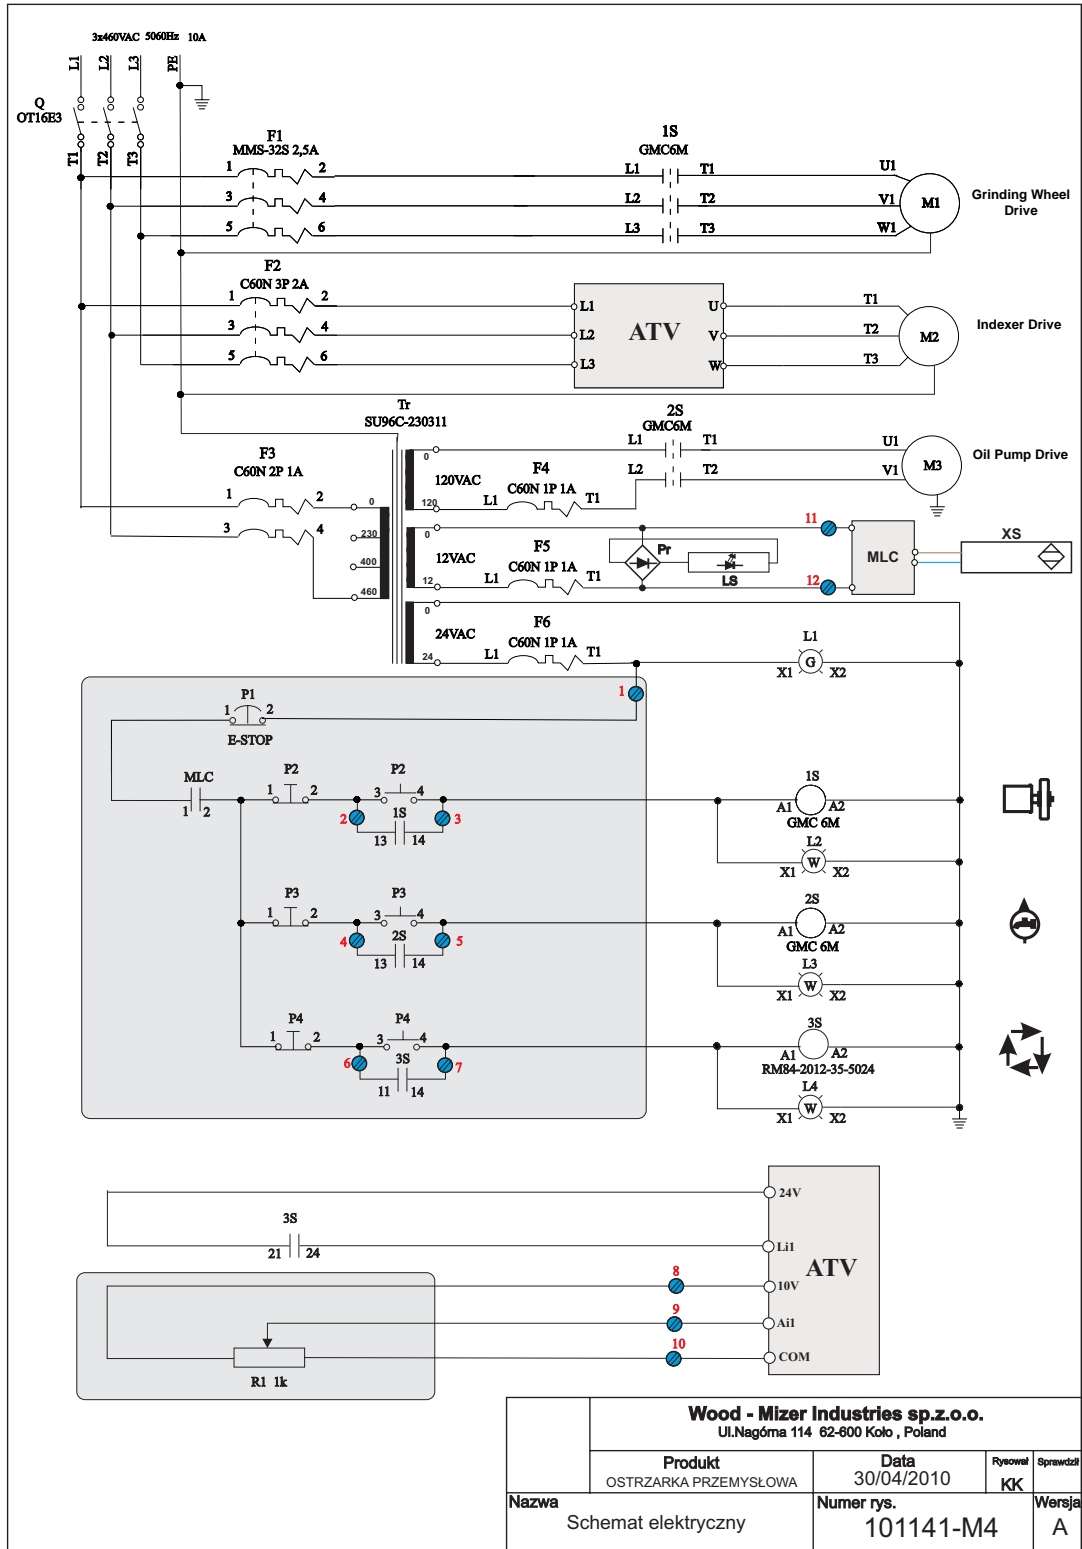 3x460VAC 5060Hz 10A
L1 L2 L3 PE
Q
OT16E3
T1 T2 T3
F1
MMS-32S 2,5A
1 2
3 4
5 6
1S
GMC6M
L1 T1
L2 T2
L3 T3
U1
V1
W1
M1
Grinding Wheel
Drive
F2
C60N 3P 2A
1 2
3 4
5 6
L1
L2
L3
ATV
U
V
W
T1
T2
T3
M2
Indexer Drive
Tr
SU96C-230311
F3
C60N 2P 1A
1 2
3 4
0
230
400
460
0
120VAC
120
F4
C60N 1P 1A
L1 T1
2S
GMC6M
L1 T1
L2 T2
U1
V1
M3
Oil Pump Drive
0
12VAC
12
F5
C60N 1P 1A
L1 T1
Pr
LS
11
12
MLC
XS
0
24VAC
24
F6
C60N 1P 1A
L1 T1
L1
G
X1 X2
1
P1
1 2
E-STOP
MLC
1 2
P2
1 2
P2
3 4
2 1S 3
13 14
1S
A1 A2
GMC 6M
L2
W
X1 X2
P3
1 2
P3
3 4
4 2S 5
13 14
2S
A1 A2
GMC 6M
L3
W
X1 X2
P4
1 2
P4
3 4
6 3S 7
11 14
3S
A1 A2
RM84-2012-35-5024
L4
W
X1 X2
24V
3S
21 24
Li1
ATV
8
10V
9
Ai1
10
COM
R1 1k
Wood - Mizer Industries sp.z.o.o.
Ul.Nagórna 114 62-600 Koło , Poland
Produkt
OSTRZARKA PRZEMYSŁOWA
Data
30/04/2010
Rysował
KK
Sprawdził
Nazwa
Schemat elektryczny
Numer rys.
101141-M4
Wersja
A